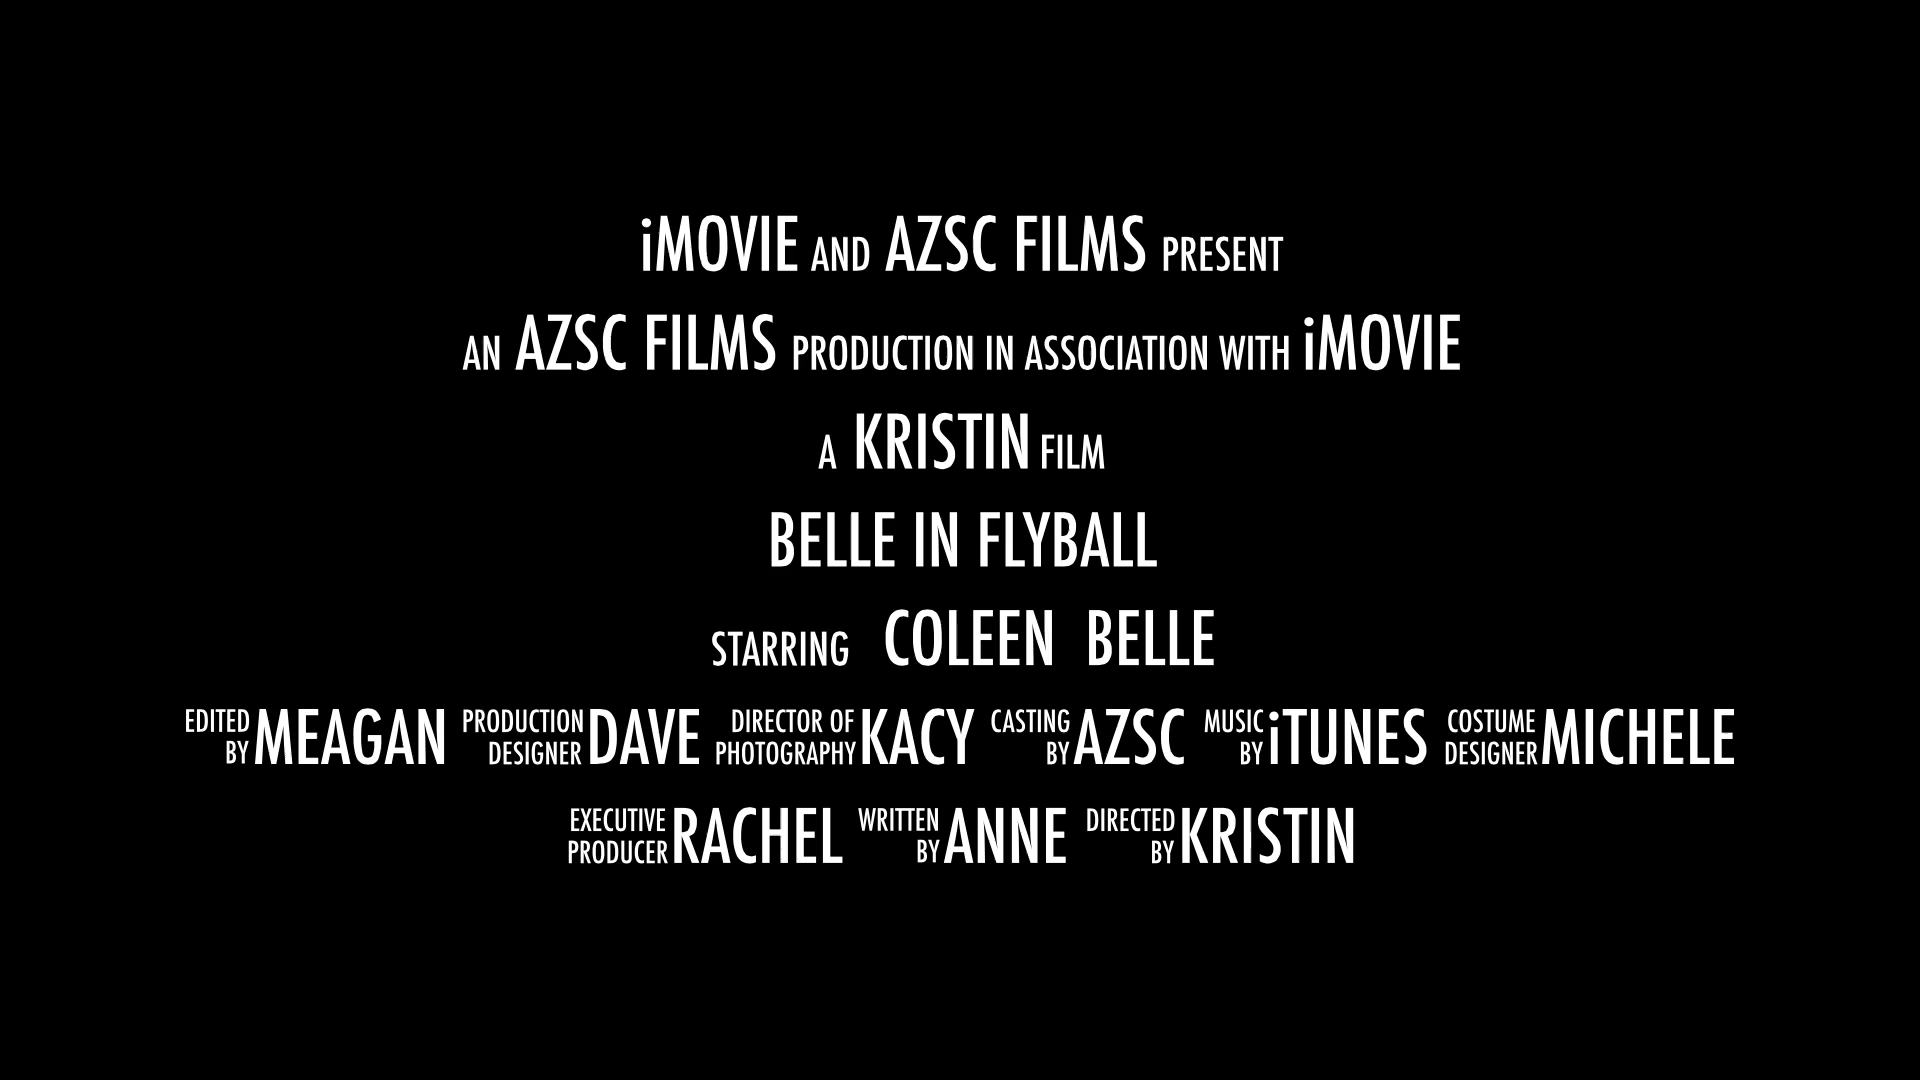 iMOVIE AND AZSC FILMS PRESENT
AN AZSC FILMS PRODUCTION IN ASSOCIATION WITH iMOVIE
A KRISTIN FILM
BELLE IN FLYBALL
STARRING COLEEN BELLE
EDITED BY MEAGAN PRODUCTION DESIGNER DAVE DIRECTOR OF PHOTOGRAPHY KACY CASTING BY AZSC MUSIC BY iTUNES COSTUME DESIGNER MICHELE
EXECUTIVE PRODUCER RACHEL WRITTEN BY ANNE DIRECTED BY KRISTIN